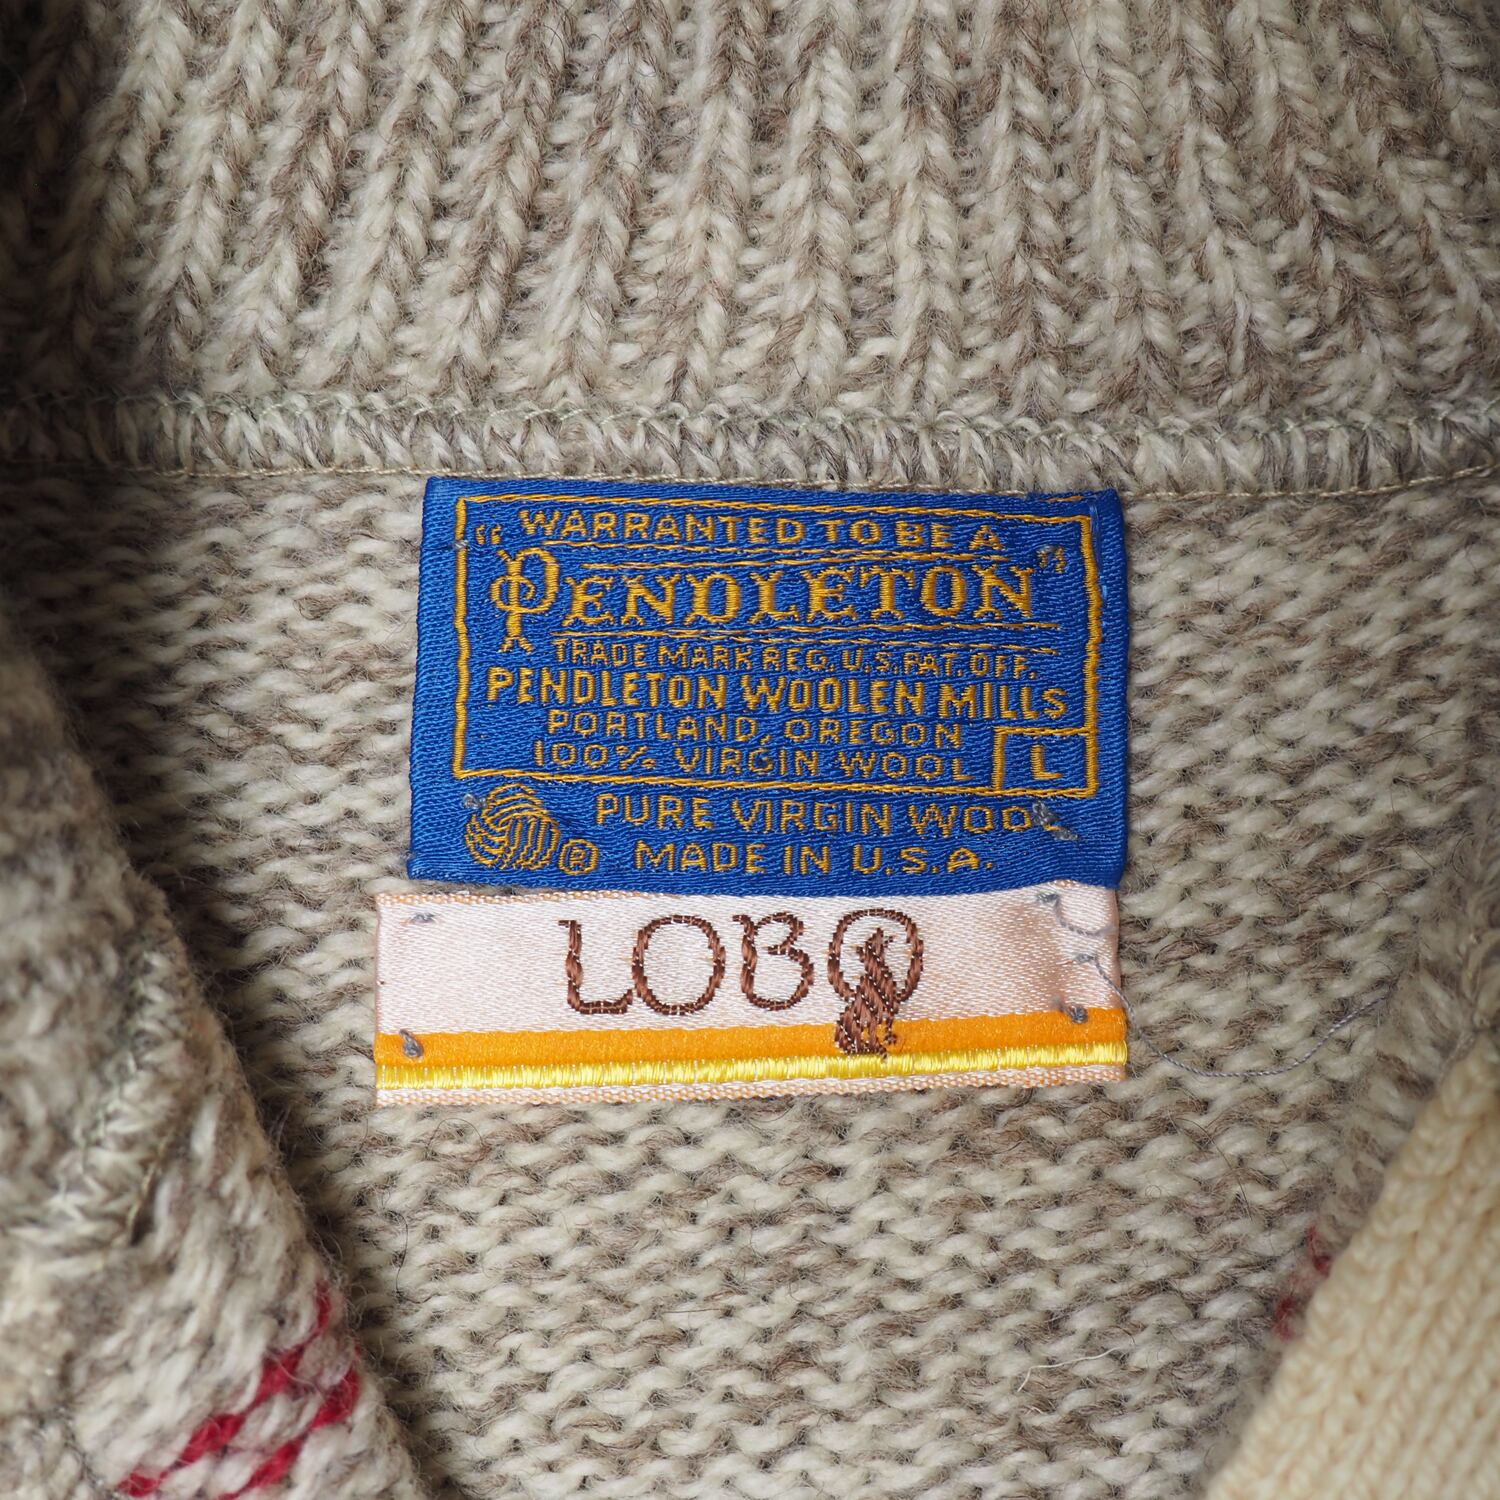 "WARRANTED TO BE A
PENDLETON"
TRADE MARK REG. U.S. PAT. OFF.
PENDLETON WOOLEN MILLS
PORTLAND, OREGON
100% VIRGIN WOOL
L
PURE VIRGIN WOOL
® MADE IN U.S.A.
LOBO